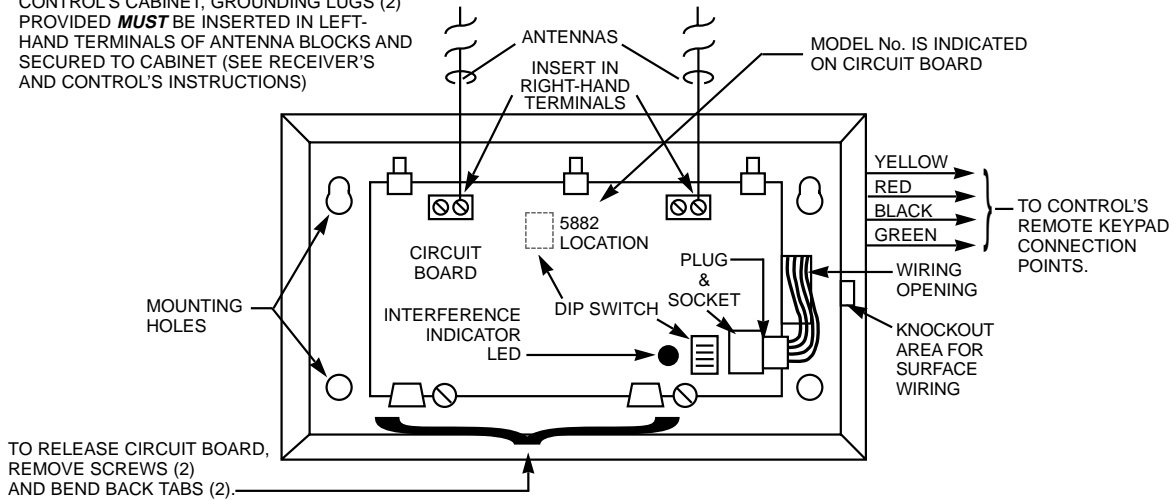 CONTROL'S CABINET, GROUNDING LUGS (2)
PROVIDED MUST BE INSERTED IN LEFT-
HAND TERMINALS OF ANTENNA BLOCKS AND
SECURED TO CABINET (SEE RECEIVER'S
AND CONTROL'S INSTRUCTIONS)
ANTENNAS
INSERT IN
RIGHT-HAND
TERMINALS
MODEL No. IS INDICATED
ON CIRCUIT BOARD
YELLOW
RED
BLACK
GREEN
TO CONTROL'S
REMOTE KEYPAD
CONNECTION
POINTS.
5882
LOCATION
CIRCUIT
BOARD
PLUG
&
SOCKET
WIRING
OPENING
MOUNTING
HOLES
DIP SWITCH
INTERFERENCE
INDICATOR
LED
KNOCKOUT
AREA FOR
SURFACE
WIRING
TO RELEASE CIRCUIT BOARD,
REMOVE SCREWS (2)
AND BEND BACK TABS (2).